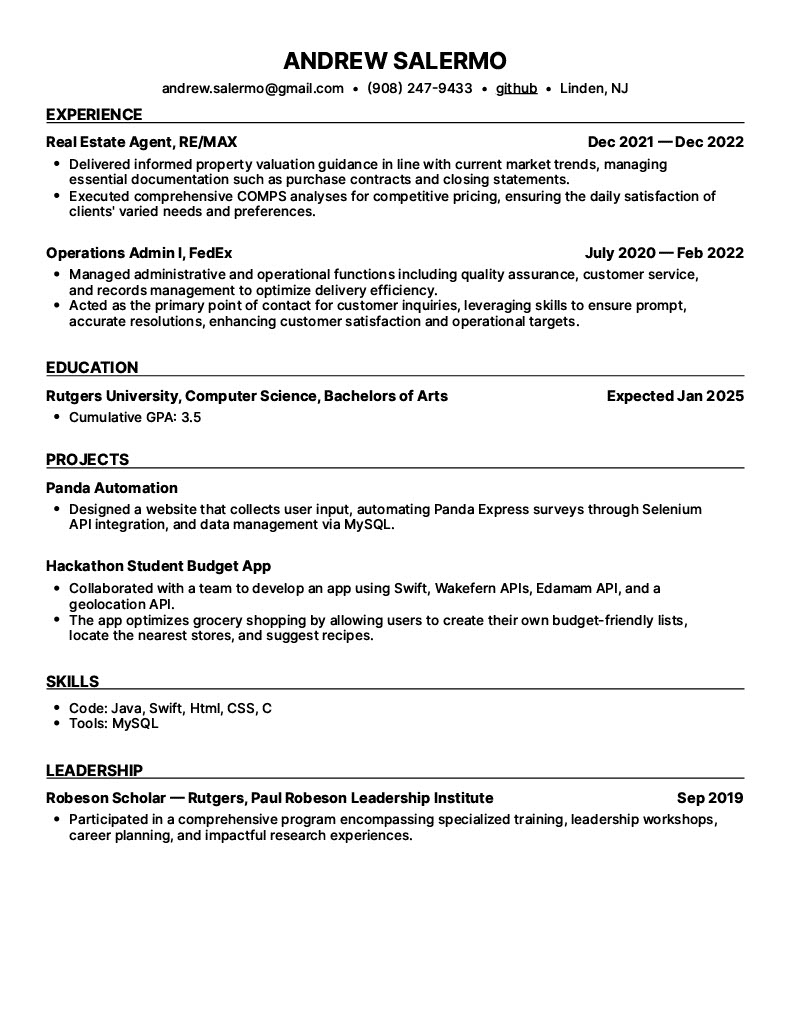 ANDREW SALERMO
andrew.salermo@gmail.com • (908) 247-9433 • github • Linden, NJ
EXPERIENCE
Real Estate Agent, RE/MAX Dec 2021 — Dec 2022
• Delivered informed property valuation guidance in line with current market trends, managing
essential documentation such as purchase contracts and closing statements.
• Executed comprehensive COMPS analyses for competitive pricing, ensuring the daily satisfaction of
clients' varied needs and preferences.
Operations Admin I, FedEx July 2020 — Feb 2022
• Managed administrative and operational functions including quality assurance, customer service,
and records management to optimize delivery efficiency.
• Acted as the primary point of contact for customer inquiries, leveraging skills to ensure prompt,
accurate resolutions, enhancing customer satisfaction and operational targets.
EDUCATION
Rutgers University, Computer Science, Bachelors of Arts Expected Jan 2025
• Cumulative GPA: 3.5
PROJECTS
Panda Automation
• Designed a website that collects user input, automating Panda Express surveys through Selenium
API integration, and data management via MySQL.
Hackathon Student Budget App
• Collaborated with a team to develop an app using Swift, Wakefern APIs, Edamam API, and a
geolocation API.
• The app optimizes grocery shopping by allowing users to create their own budget-friendly lists,
locate the nearest stores, and suggest recipes.
SKILLS
• Code: Java, Swift, Html, CSS, C
• Tools: MySQL
LEADERSHIP
Robeson Scholar — Rutgers, Paul Robeson Leadership Institute Sep 2019
• Participated in a comprehensive program encompassing specialized training, leadership workshops,
career planning, and impactful research experiences.